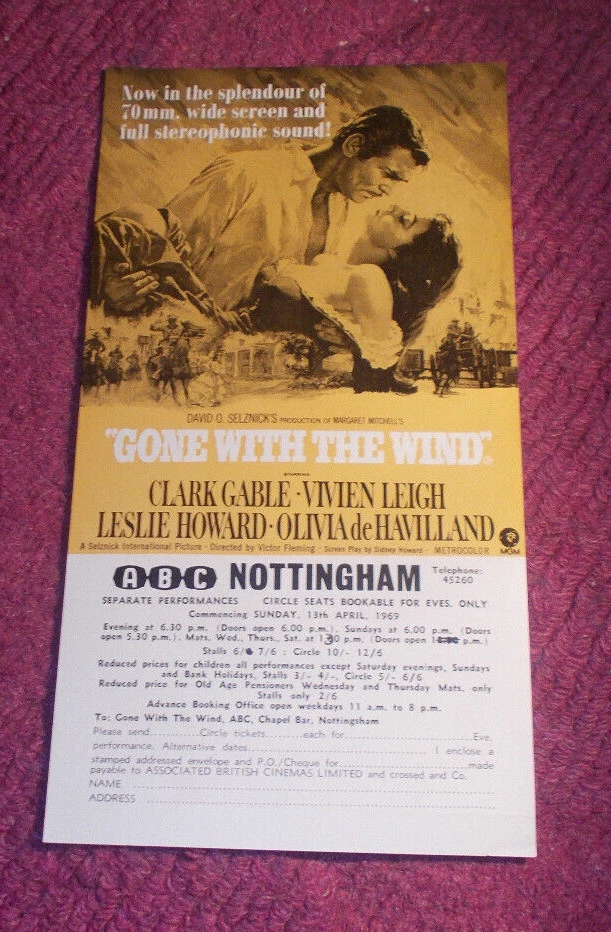 Now in the splendour of
70mm. wide screen and
full stereophonic sound!
DAVID O. SELZNICK'S PRODUCTION OF MARGARET MITCHELL'S
"GONE WITH THE WIND"
STARRING
CLARK GABLE · VIVIEN LEIGH
LESLIE HOWARD · OLIVIA de HAVILLAND
A Selznick International Picture · Directed by Victor Fleming · Screen Play by Sidney Howard · METROCOLOR MGM
ABC NOTTINGHAM Telephone: 45260
SEPARATE PERFORMANCES CIRCLE SEATS BOOKABLE FOR EVES. ONLY
Commencing SUNDAY, 13th APRIL, 1969
Evening at 6.30 p.m. (Doors open 6.00 p.m.). Sundays at 6.00 p.m. (Doors
open 5.30 p.m.). Mats. Wed., Thurs., Sat. at 1.30 p.m. (Doors open p.m.)
Stalls 6/- 7/6 : Circle 10/- 12/6
Reduced prices for children all performances except Saturday evenings, Sundays
and Bank Holidays, Stalls 3/- 4/-, Circle 5/- 6/6
Reduced price for Old Age Pensioners Wednesday and Thursday Mats. only
Stalls only 2/6
Advance Booking Office open weekdays 11 a.m. to 8 p.m.
To: Gone With The Wind, ABC, Chapel Bar, Nottingham
Please send..........Circle tickets..........each for..............................Eve.
performance. Alternative dates........................................ I enclose a
stamped addressed envelope and P.O./Cheque for..............................made
payable to ASSOCIATED BRITISH CINEMAS LIMITED and crossed and Co.
NAME ............................................................
ADDRESS ............................................................